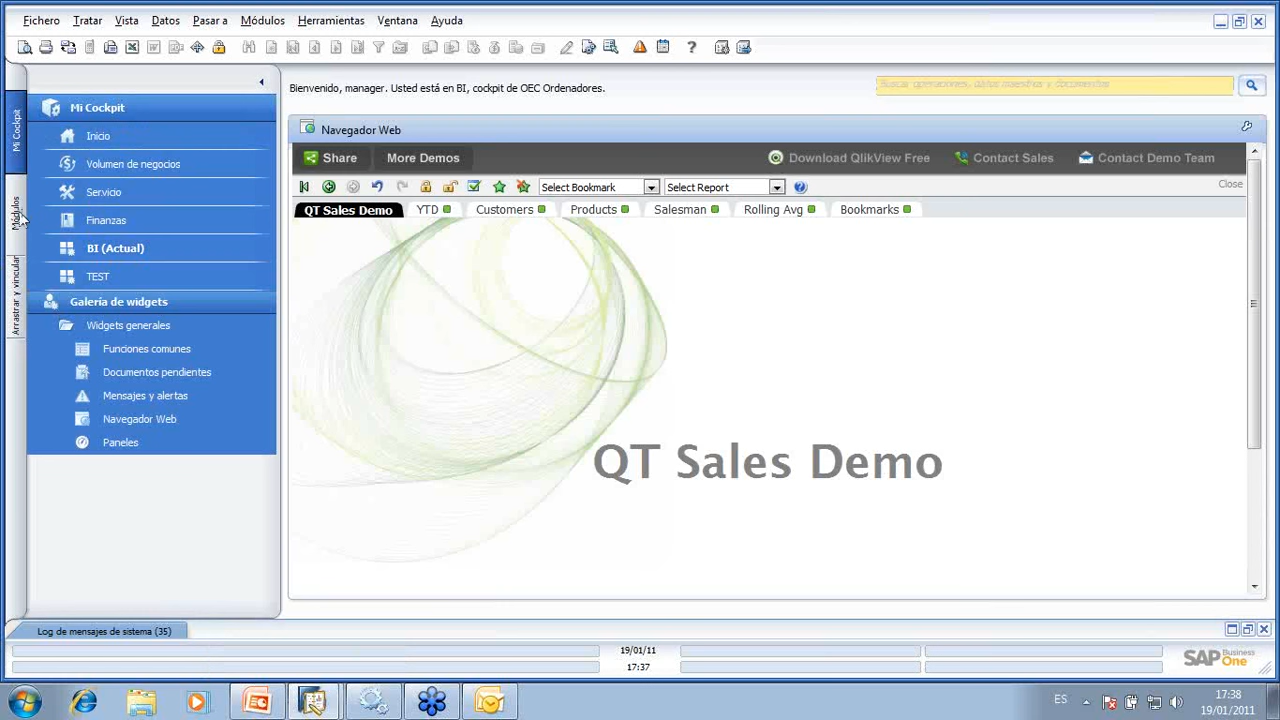 Fichero Tratar Vista Datos Pasar a Módulos Herramientas Ventana Ayuda
Mi Cockpit
Módulos
Arrastrar y vincular
Mi Cockpit
Inicio
Volumen de negocios
Servicio
Finanzas
BI (Actual)
TEST
Galería de widgets
Widgets generales
Funciones comunes
Documentos pendientes
Mensajes y alertas
Navegador Web
Paneles
Bienvenido, manager. Usted está en BI, cockpit de OEC Ordenadores.
Buscar operaciones, datos maestros y documentos
Navegador Web
Share More Demos Download QlikView Free Contact Sales Contact Demo Team
Select Bookmark Select Report Close
QT Sales Demo YTD Customers Products Salesman Rolling Avg Bookmarks
QT Sales Demo
Log de mensajes de sistema (35)
19/01/11
17:37
SAP Business One
ES 17:38
19/01/2011